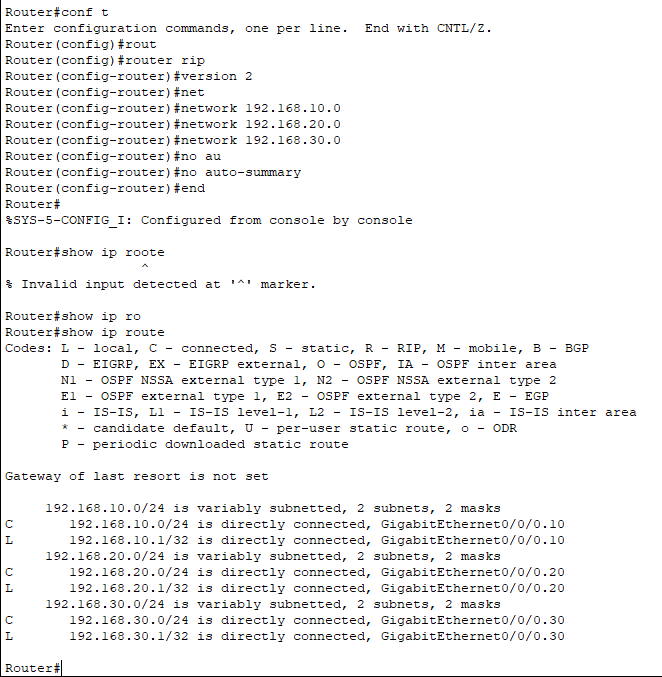 Router#conf t
Enter configuration commands, one per line.  End with CNTL/Z.
Router(config)#rout
Router(config)#router rip
Router(config-router)#version 2
Router(config-router)#net
Router(config-router)#network 192.168.10.0
Router(config-router)#network 192.168.20.0
Router(config-router)#network 192.168.30.0
Router(config-router)#no au
Router(config-router)#no auto-summary
Router(config-router)#end
Router#
%SYS-5-CONFIG_I: Configured from console by console

Router#show ip roote
                 ^
% Invalid input detected at '^' marker.

Router#show ip ro
Router#show ip route
Codes: L - local, C - connected, S - static, R - RIP, M - mobile, B - BGP
       D - EIGRP, EX - EIGRP external, O - OSPF, IA - OSPF inter area
       N1 - OSPF NSSA external type 1, N2 - OSPF NSSA external type 2
       E1 - OSPF external type 1, E2 - OSPF external type 2, E - EGP
       i - IS-IS, L1 - IS-IS level-1, L2 - IS-IS level-2, ia - IS-IS inter area
       * - candidate default, U - per-user static route, o - ODR
       P - periodic downloaded static route

Gateway of last resort is not set

     192.168.10.0/24 is variably subnetted, 2 subnets, 2 masks
C       192.168.10.0/24 is directly connected, GigabitEthernet0/0/0.10
L       192.168.10.1/32 is directly connected, GigabitEthernet0/0/0.10
     192.168.20.0/24 is variably subnetted, 2 subnets, 2 masks
C       192.168.20.0/24 is directly connected, GigabitEthernet0/0/0.20
L       192.168.20.1/32 is directly connected, GigabitEthernet0/0/0.20
     192.168.30.0/24 is variably subnetted, 2 subnets, 2 masks
C       192.168.30.0/24 is directly connected, GigabitEthernet0/0/0.30
L       192.168.30.1/32 is directly connected, GigabitEthernet0/0/0.30

Router#